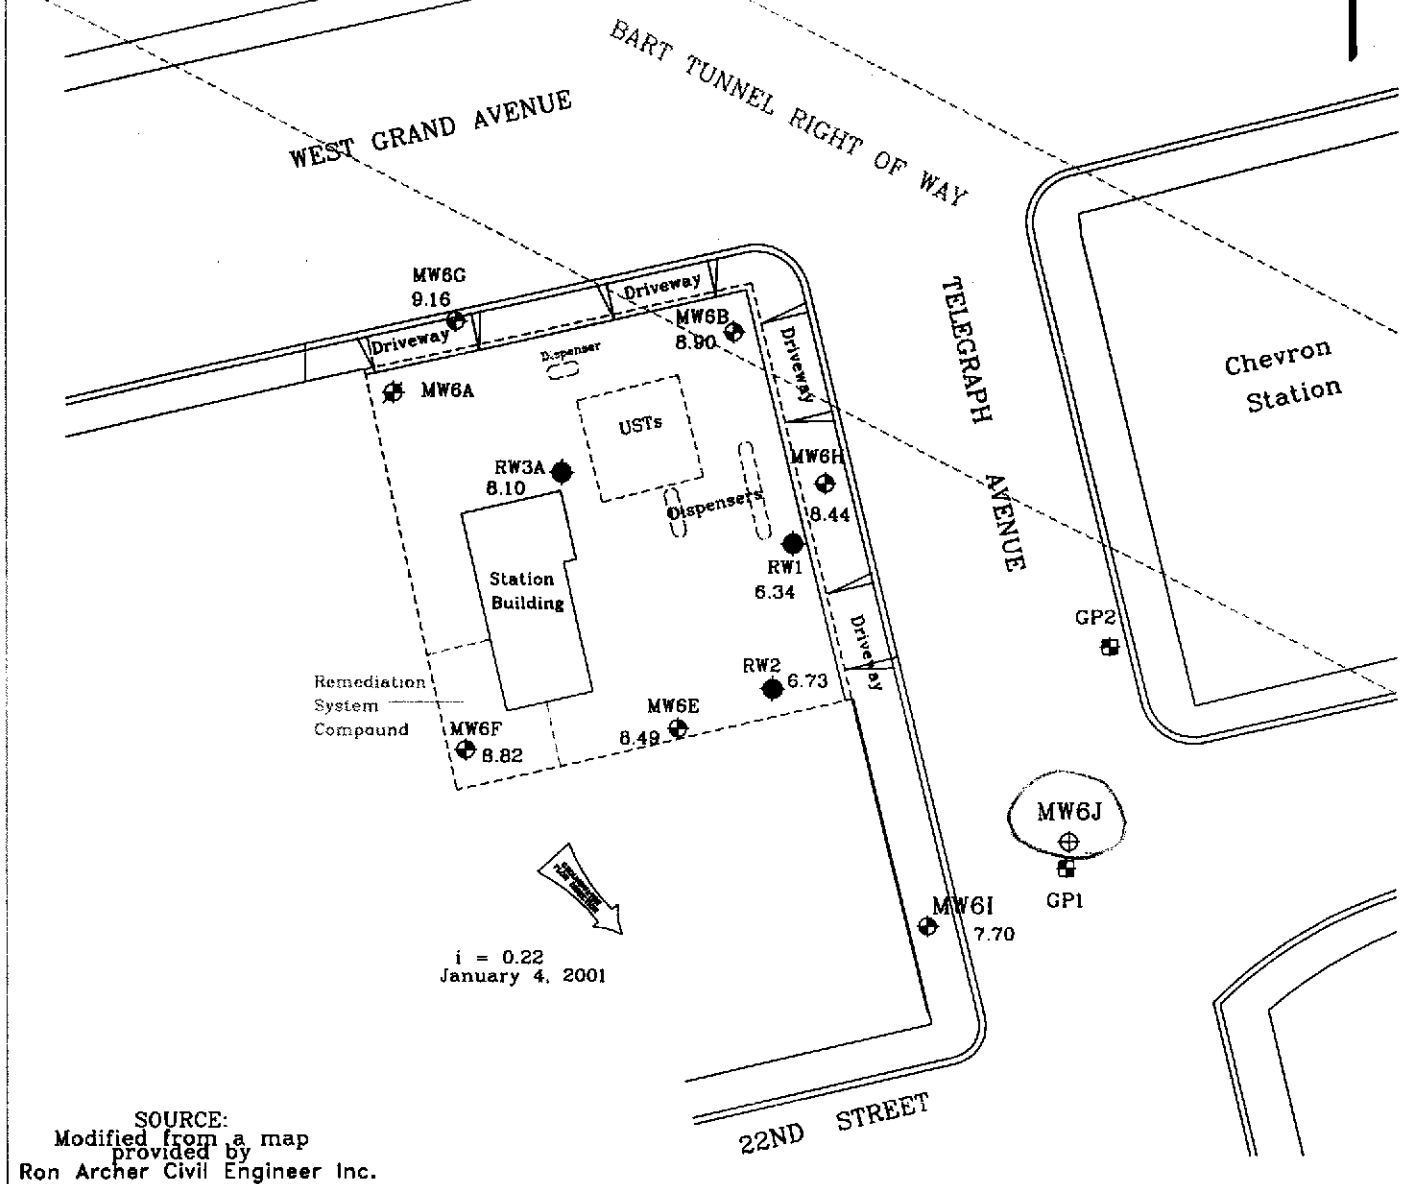 BART TUNNEL RIGHT OF WAY
WEST GRAND AVENUE
MW6G
9.16
Driveway
Driveway
MW6B
8.90
Dispenser
Driveway
TELEGRAPH AVENUE
Chevron
Station
MW6A
USTs
RW3A
8.10
MW6H
8.44
Dispensers
RW1
6.34
Station
Building
Driveway
GP2
RW2
6.73
Remediation
System
Compound
MW6F
8.82
MW6E
8.49
MW6J
GP1
GROUNDWATER
FLOW DIRECTION
MW6I
7.70
i = 0.22
January 4, 2001
22ND STREET
SOURCE:
Modified from a map
provided by
Ron Archer Civil Engineer Inc.